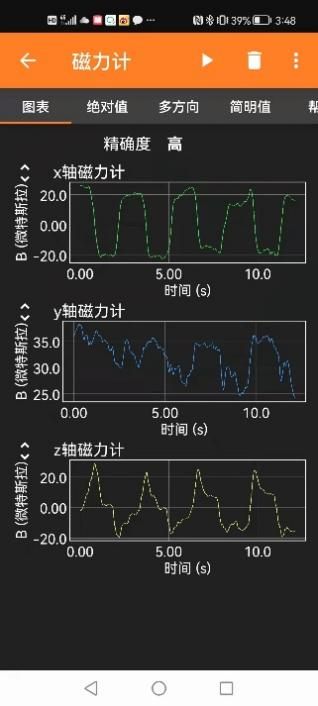 39% 3:48
磁力计
图表 绝对值 多方向 简明值 帮
精确度 高
x轴磁力计
B (微特斯拉)
20.0
0.00
-20.0
0.00 5.00 10.0
时间 (s)
y轴磁力计
B (微特斯拉)
35.0
30.0
25.0
0.00 5.00 10.0
时间 (s)
z轴磁力计
B (微特斯拉)
20.0
0.00
-20.0
0.00 5.00 10.0
时间 (s)